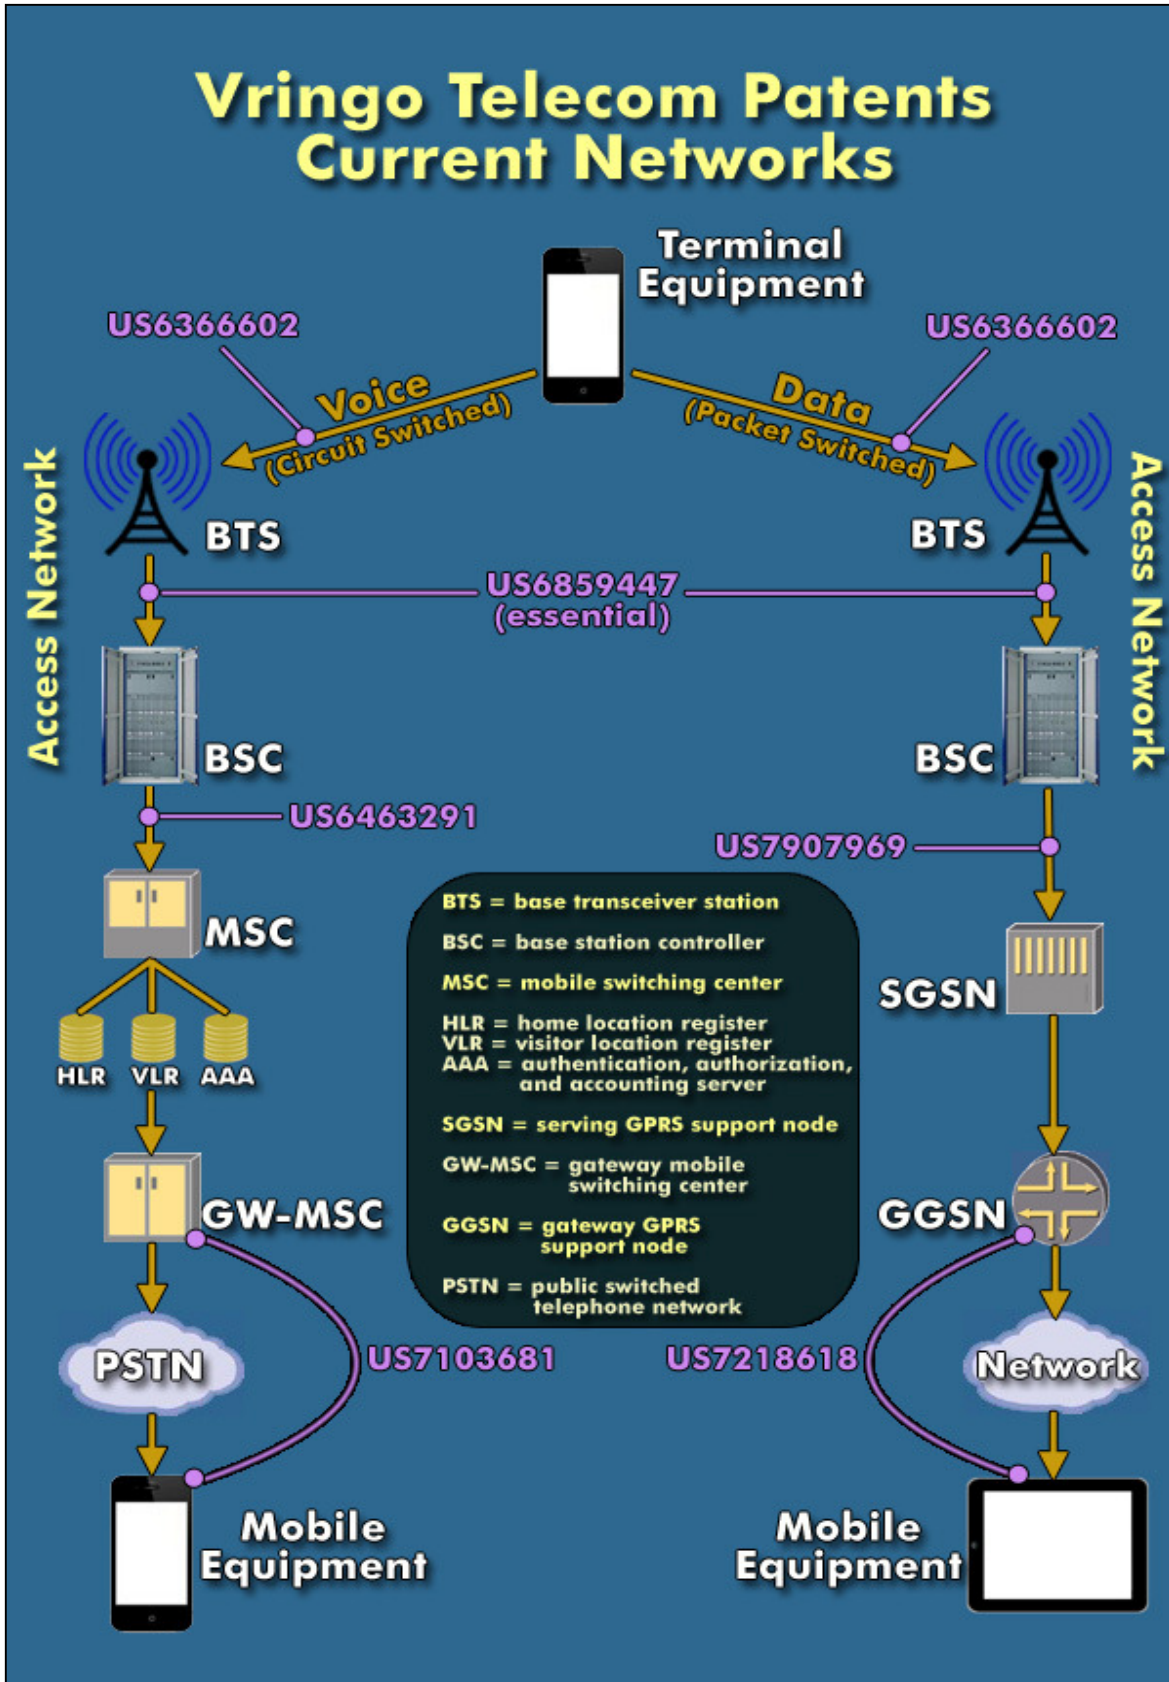 Vringo Telecom Patents
Current Networks
Terminal
Equipment
US6366602
US6366602
Voice
(Circuit Switched)
Data
(Packet Switched)
Access Network
BTS
BTS
Access Network
US6859447
(essential)
BSC
BSC
US6463291
US7907969
MSC
SGSN
HLR VLR AAA
BTS = base transceiver station
BSC = base station controller
MSC = mobile switching center
HLR = home location register
VLR = visitor location register
AAA = authentication, authorization,
and accounting server
SGSN = serving GPRS support node
GW-MSC = gateway mobile
switching center
GGSN = gateway GPRS
support node
PSTN = public switched
telephone network
GW-MSC
GGSN
PSTN
US7103681
US7218618
Network
Mobile
Equipment
Mobile
Equipment